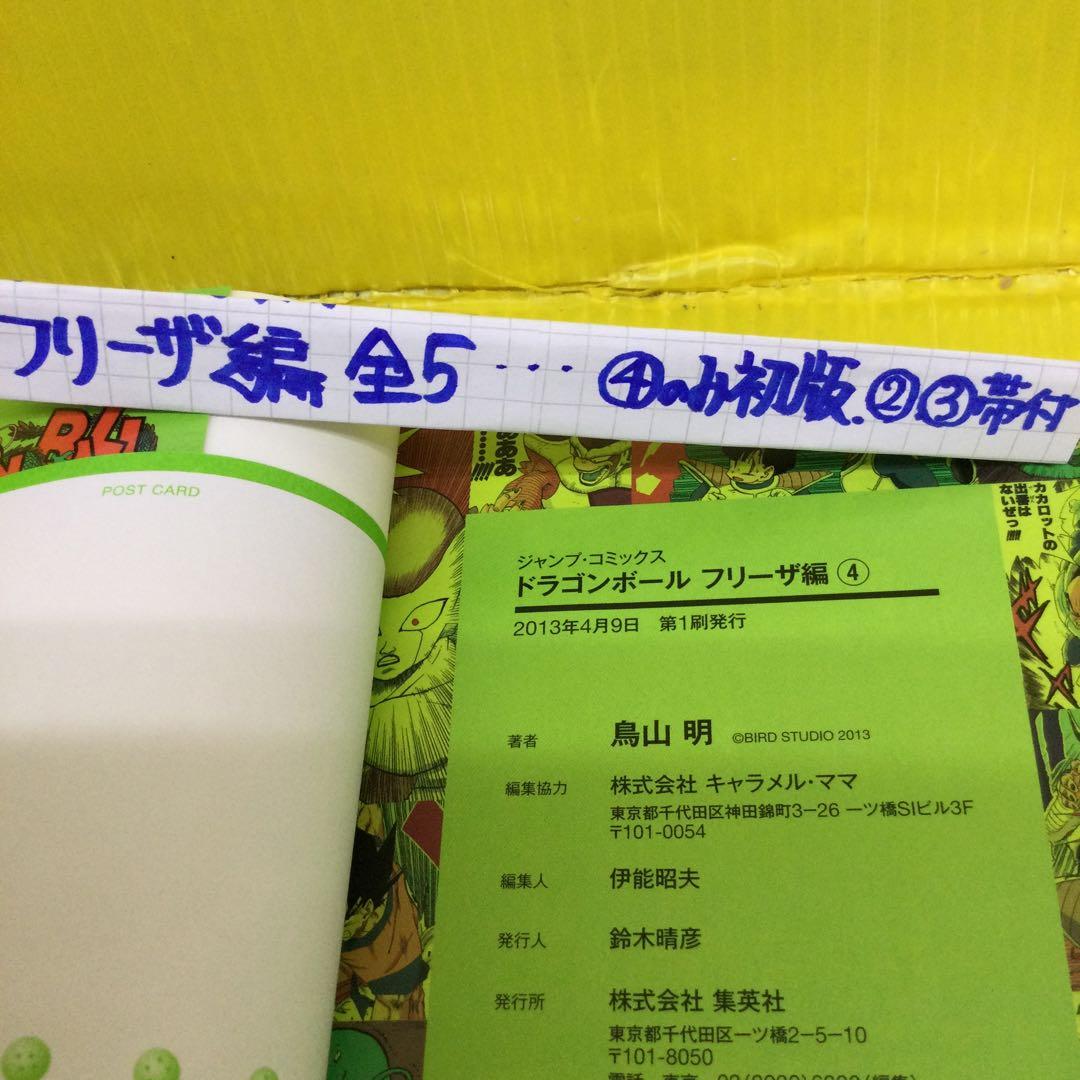 フリーザ編 全5 … ④のみ初版.②③帯付
POST CARD
ジャンプ・コミックス
ドラゴンボール フリーザ編 ④
2013年4月9日 第1刷発行
著者 鳥山 明 ©BIRD STUDIO 2013
編集協力 株式会社 キャラメル・ママ
東京都千代田区神田錦町3-26 一ツ橋SIビル3F
〒101-0054
編集人 伊能昭夫
発行人 鈴木晴彦
発行所 株式会社 集英社
東京都千代田区一ツ橋2-5-10
〒101-8050
カカロットの
出番は
ないぜっ!!!!